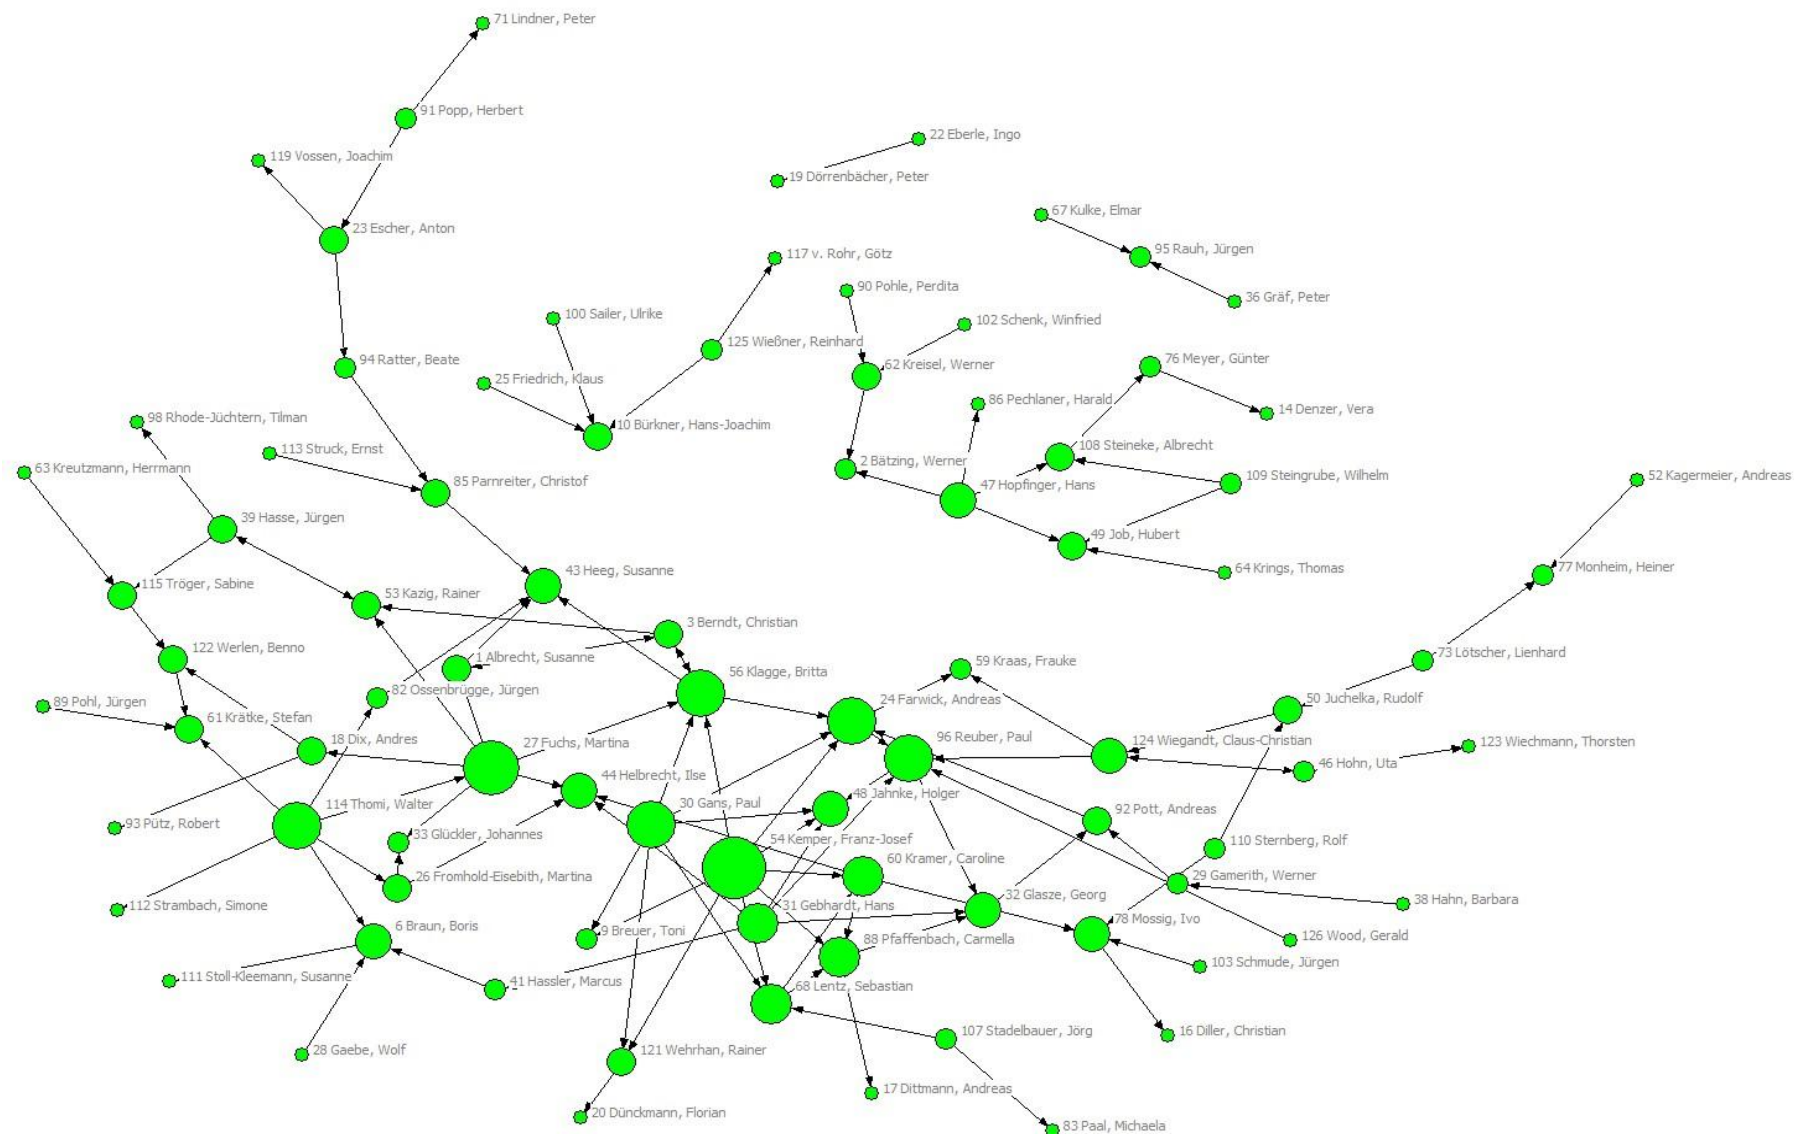 71 Lindner, Peter
91 Popp, Herbert
22 Eberle, Ingo
119 Vossen, Joachim
19 Dörrenbächer, Peter
67 Kulke, Elmar
23 Escher, Anton
95 Rauh, Jürgen
117 v. Rohr, Götz
90 Pohle, Perdita
36 Gräf, Peter
100 Sailer, Ulrike
102 Schenk, Winfried
125 Wießner, Reinhard
94 Ratter, Beate
62 Kreisel, Werner
76 Meyer, Günter
25 Friedrich, Klaus
86 Pechlaner, Harald
14 Denzer, Vera
98 Rhode-Jüchtern, Tilman
10 Bürkner, Hans-Joachim
113 Struck, Ernst
108 Steineke, Albrecht
2 Bätzing, Werner
63 Kreutzmann, Herrmann
109 Steingrube, Wilhelm
52 Kagermeier, Andreas
85 Parnreiter, Christof
47 Hopfinger, Hans
39 Hasse, Jürgen
49 Job, Hubert
64 Krings, Thomas
77 Monheim, Heiner
43 Heeg, Susanne
115 Tröger, Sabine
53 Kazig, Rainer
3 Berndt, Christian
122 Werlen, Benno
1 Albrecht, Susanne
73 Lötscher, Lienhard
59 Kraas, Frauke
56 Klagge, Britta
82 Ossenbrügge, Jürgen
24 Farwick, Andreas
50 Juchelka, Rudolf
89 Pohl, Jürgen
61 Krätke, Stefan
18 Dix, Andres
27 Fuchs, Martina
96 Reuber, Paul
124 Wiegandt, Claus-Christian
123 Wiechmann, Thorsten
46 Hohn, Uta
44 Helbrecht, Ilse
48 Jahnke, Holger
30 Gans, Paul
114 Thomi, Walter
92 Pott, Andreas
93 Pütz, Robert
33 Glückler, Johannes
54 Kemper, Franz-Josef
110 Sternberg, Rolf
60 Kramer, Caroline
26 Fromhold-Eisebith, Martina
29 Gamerith, Werner
32 Glasze, Georg
38 Hahn, Barbara
112 Strambach, Simone
31 Gebhardt, Hans
78 Mossig, Ivo
6 Braun, Boris
9 Breuer, Toni
88 Pfaffenbach, Carmella
126 Wood, Gerald
103 Schmude, Jürgen
111 Stoll-Kleemann, Susanne
41 Hassler, Marcus
68 Lentz, Sebastian
107 Stadelbauer, Jörg
16 Diller, Christian
28 Gaebe, Wolf
121 Wehrhan, Rainer
17 Dittmann, Andreas
20 Dünckmann, Florian
83 Paal, Michaela